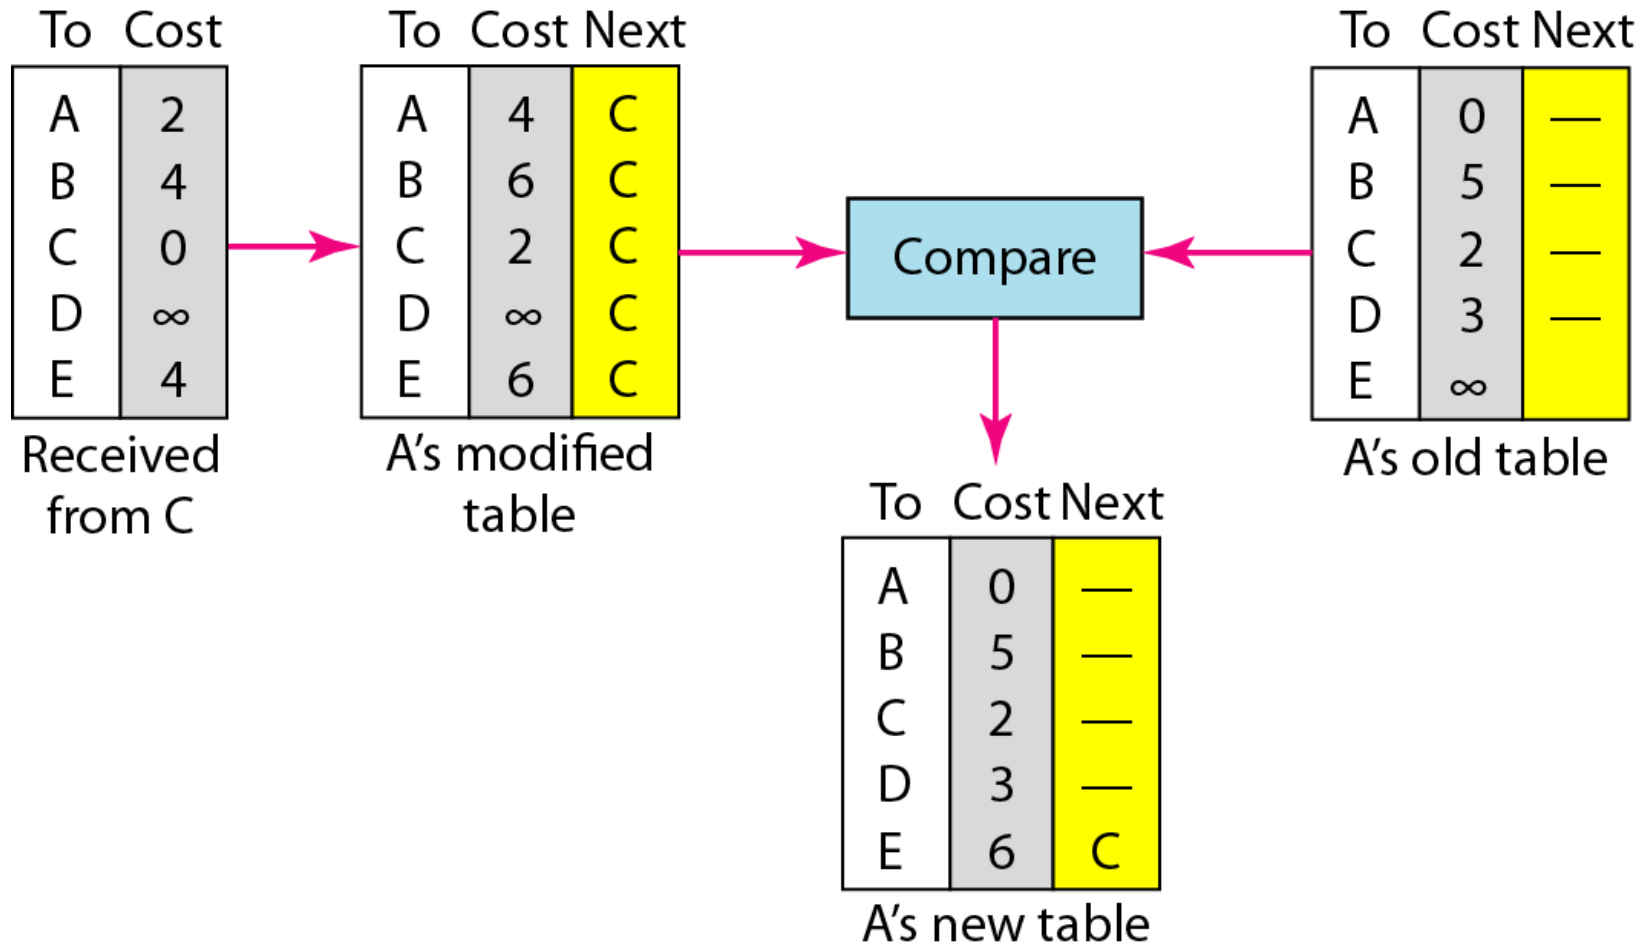 To Cost
A 2
B 4
C 0
D ∞
E 4
Received
from C
To Cost Next
A 4 C
B 6 C
C 2 C
D ∞ C
E 6 C
A’s modified
table
Compare
To Cost Next
A 0 —
B 5 —
C 2 —
D 3 —
E ∞
A’s old table
To Cost Next
A 0 —
B 5 —
C 2 —
D 3 —
E 6 C
A’s new table